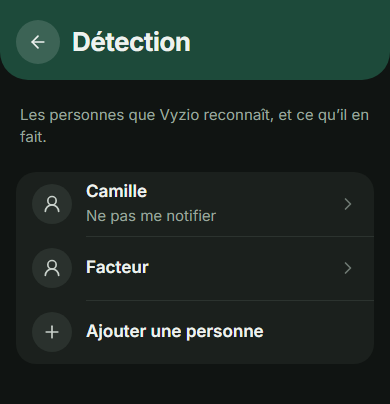 Détection
Les personnes que Vyzio reconnaît, et ce qu’il en
fait.
Camille
Ne pas me notifier
Facteur
Ajouter une personne